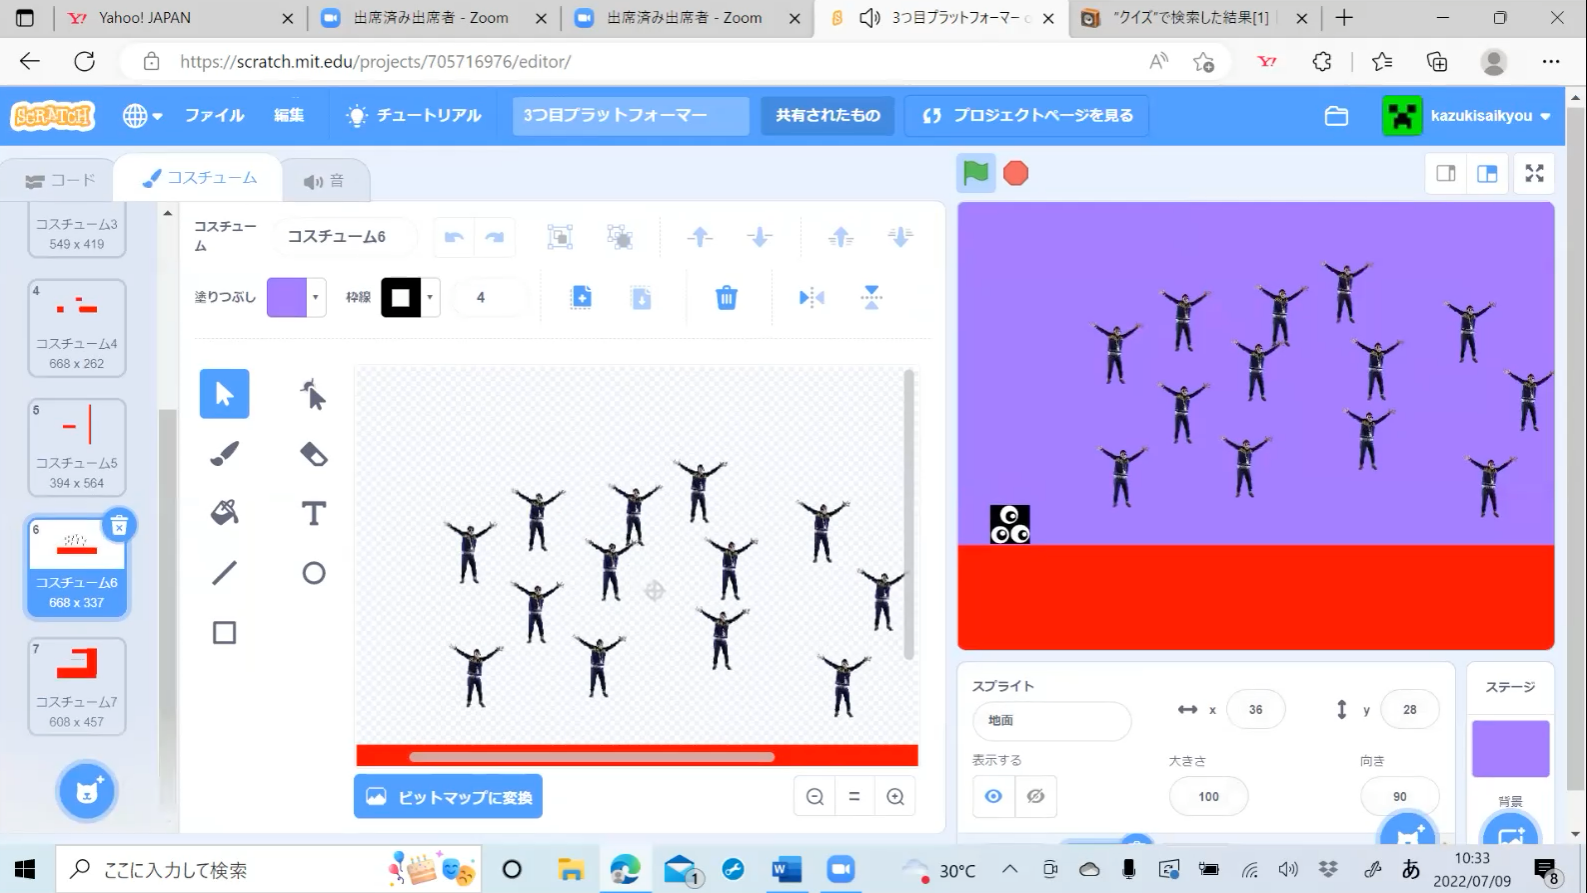 Yahoo! JAPAN
出席済み出席者 - Zoom
出席済み出席者 - Zoom
3つ目プラットフォーマー
"クイズ"で検索した結果[1]
https://scratch.mit.edu/projects/705716976/editor/
SCRATCH
ファイル
編集
チュートリアル
3つ目プラットフォーマー
共有されたもの
プロジェクトページを見る
kazukisaikyou
コード
コスチューム
音
コスチューム3
549 x 419
4
コスチューム4
668 x 262
5
コスチューム5
394 x 564
6
コスチューム6
668 x 337
7
コスチューム7
608 x 457
コスチュー
ム
コスチューム6
塗りつぶし
枠線
4
ビットマップに変換
スプライト
地面
x
36
y
28
表示する
大きさ
100
向き
90
ステージ
背景
ここに入力して検索
1
30°C
あ
10:33
2022/07/09
8